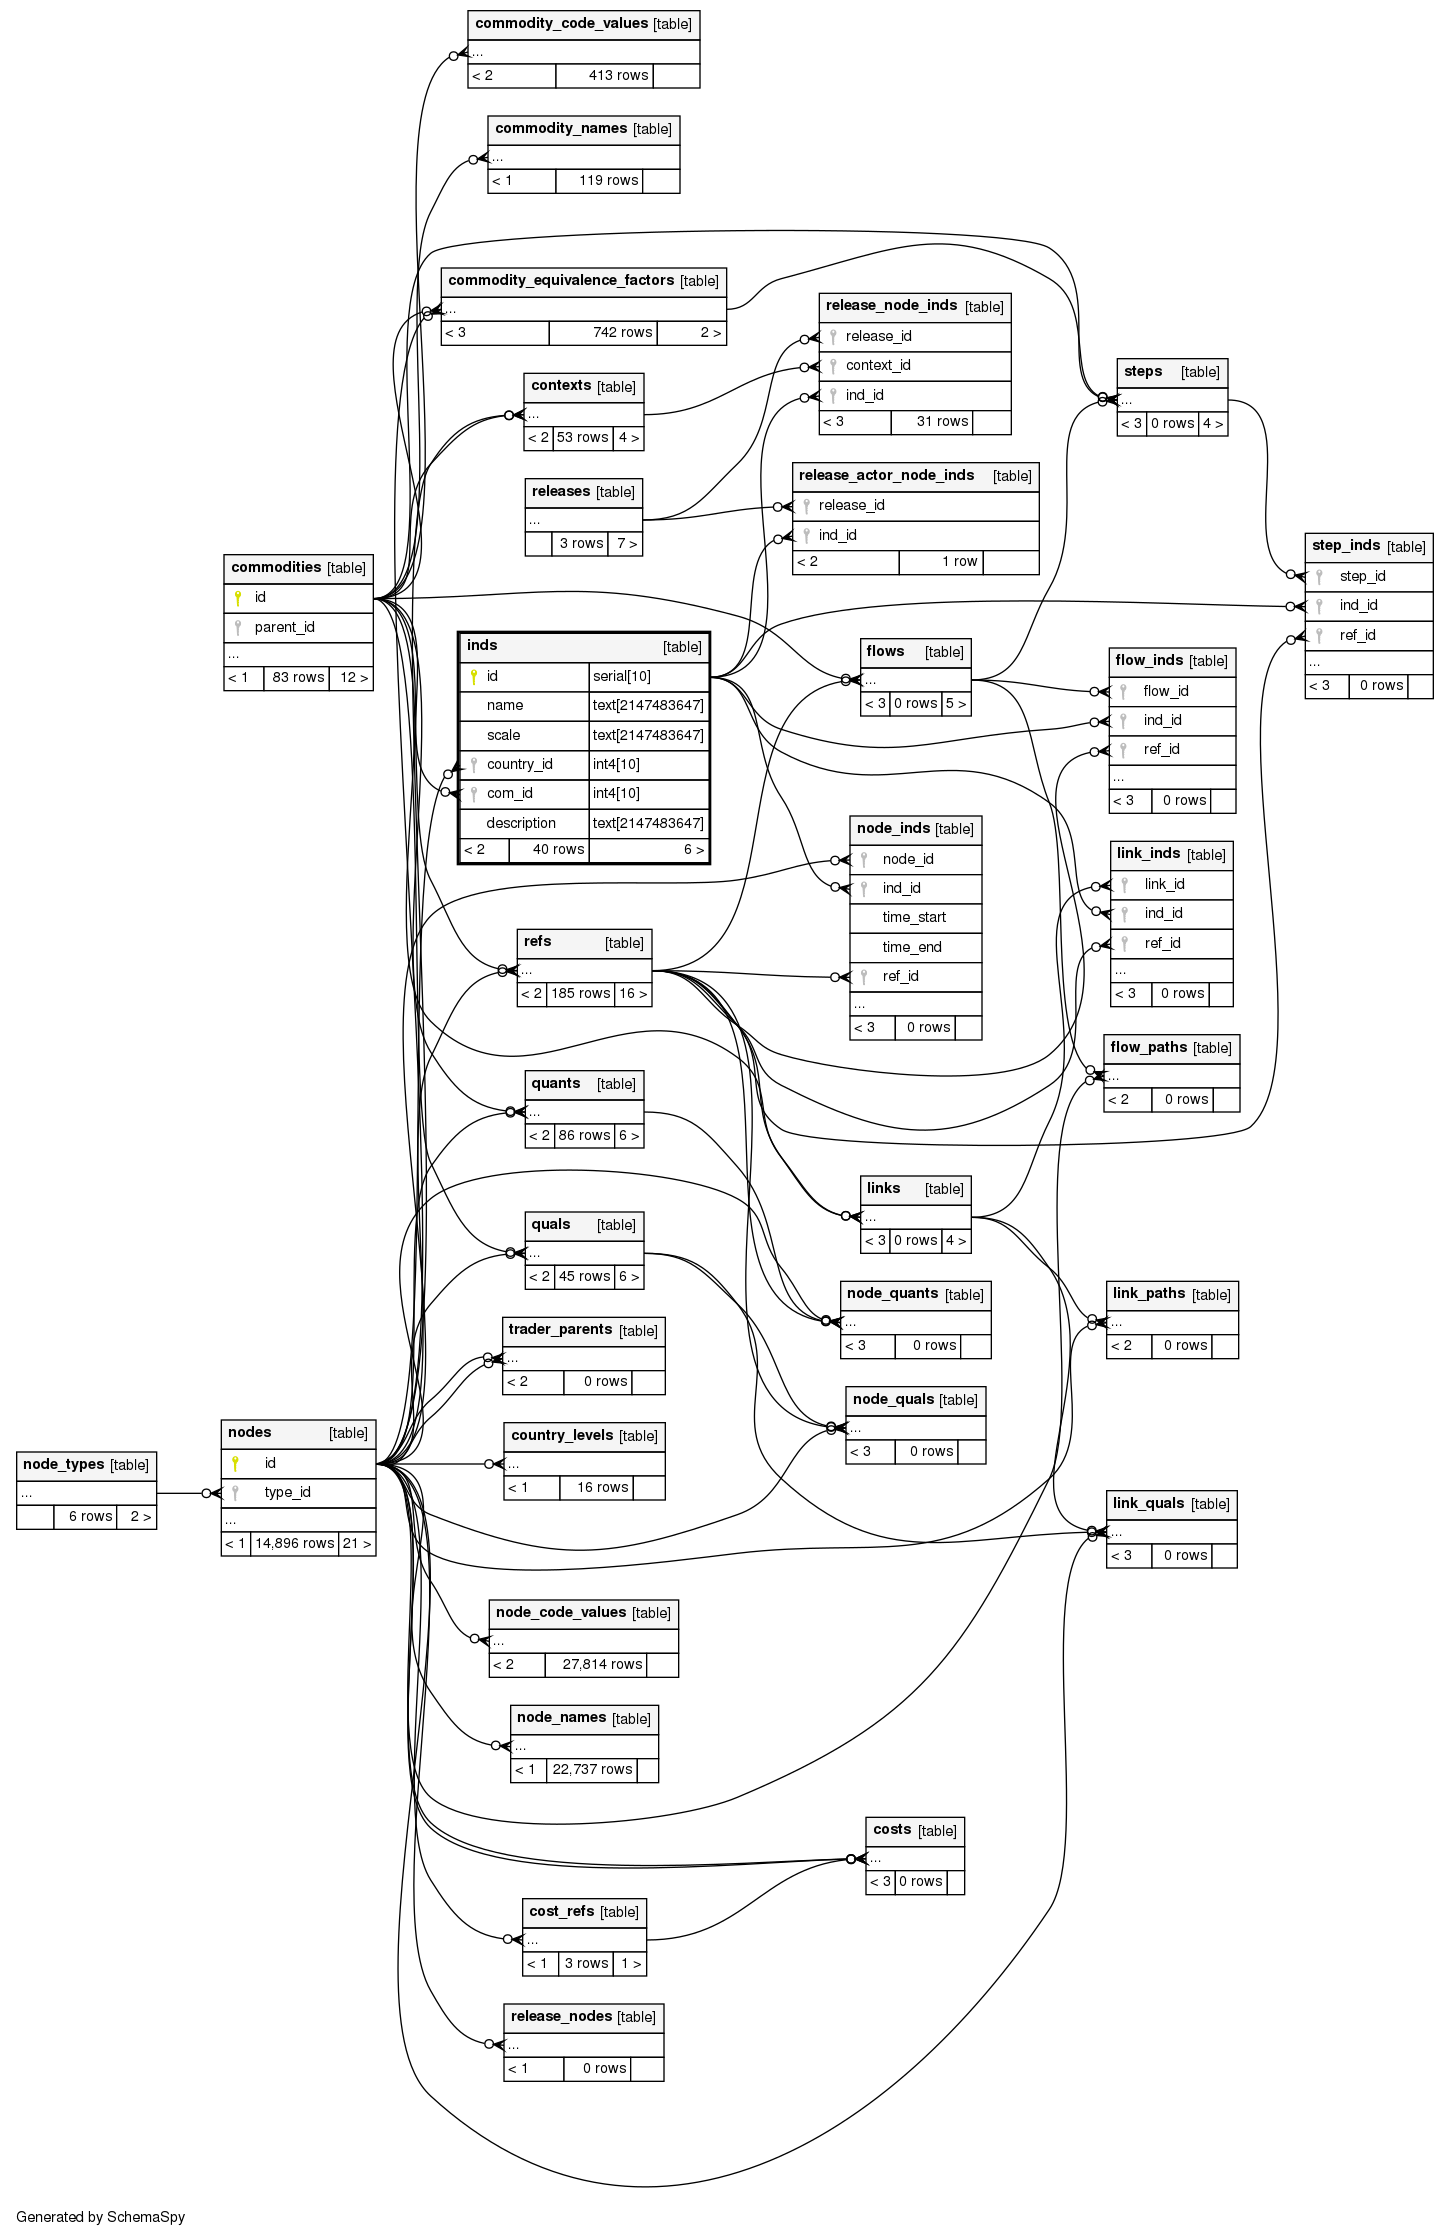 commodity_code_values [table]
...
< 2 413 rows
commodity_names [table]
...
< 1 119 rows
commodity_equivalence_factors [table]
...
< 3 742 rows 2 >
release_node_inds [table]
release_id
context_id
ind_id
< 3 31 rows
steps [table]
...
< 3 0 rows 4 >
contexts [table]
...
< 2 53 rows 4 >
release_actor_node_inds [table]
release_id
ind_id
< 2 1 row
releases [table]
...
3 rows 7 >
step_inds [table]
step_id
ind_id
ref_id
...
< 3 0 rows
commodities [table]
id
parent_id
...
< 1 83 rows 12 >
inds [table]
id serial[10]
name text[2147483647]
scale text[2147483647]
country_id int4[10]
com_id int4[10]
description text[2147483647]
< 2 40 rows 6 >
flows [table]
...
< 3 0 rows 5 >
flow_inds [table]
flow_id
ind_id
ref_id
...
< 3 0 rows
node_inds [table]
node_id
ind_id
time_start
time_end
ref_id
...
< 3 0 rows
link_inds [table]
link_id
ind_id
ref_id
...
< 3 0 rows
refs [table]
...
< 2 185 rows 16 >
flow_paths [table]
...
< 2 0 rows
quants [table]
...
< 2 86 rows 6 >
links [table]
...
< 3 0 rows 4 >
quals [table]
...
< 2 45 rows 6 >
node_quants [table]
...
< 3 0 rows
link_paths [table]
...
< 2 0 rows
trader_parents [table]
...
< 2 0 rows
node_quals [table]
...
< 3 0 rows
country_levels [table]
...
< 1 16 rows
nodes [table]
id
type_id
...
< 1 14,896 rows 21 >
node_types [table]
...
6 rows 2 >
link_quals [table]
...
< 3 0 rows
node_code_values [table]
...
< 2 27,814 rows
node_names [table]
...
< 1 22,737 rows
costs [table]
...
< 3 0 rows
cost_refs [table]
...
< 1 3 rows 1 >
release_nodes [table]
...
< 1 0 rows
Generated by SchemaSpy